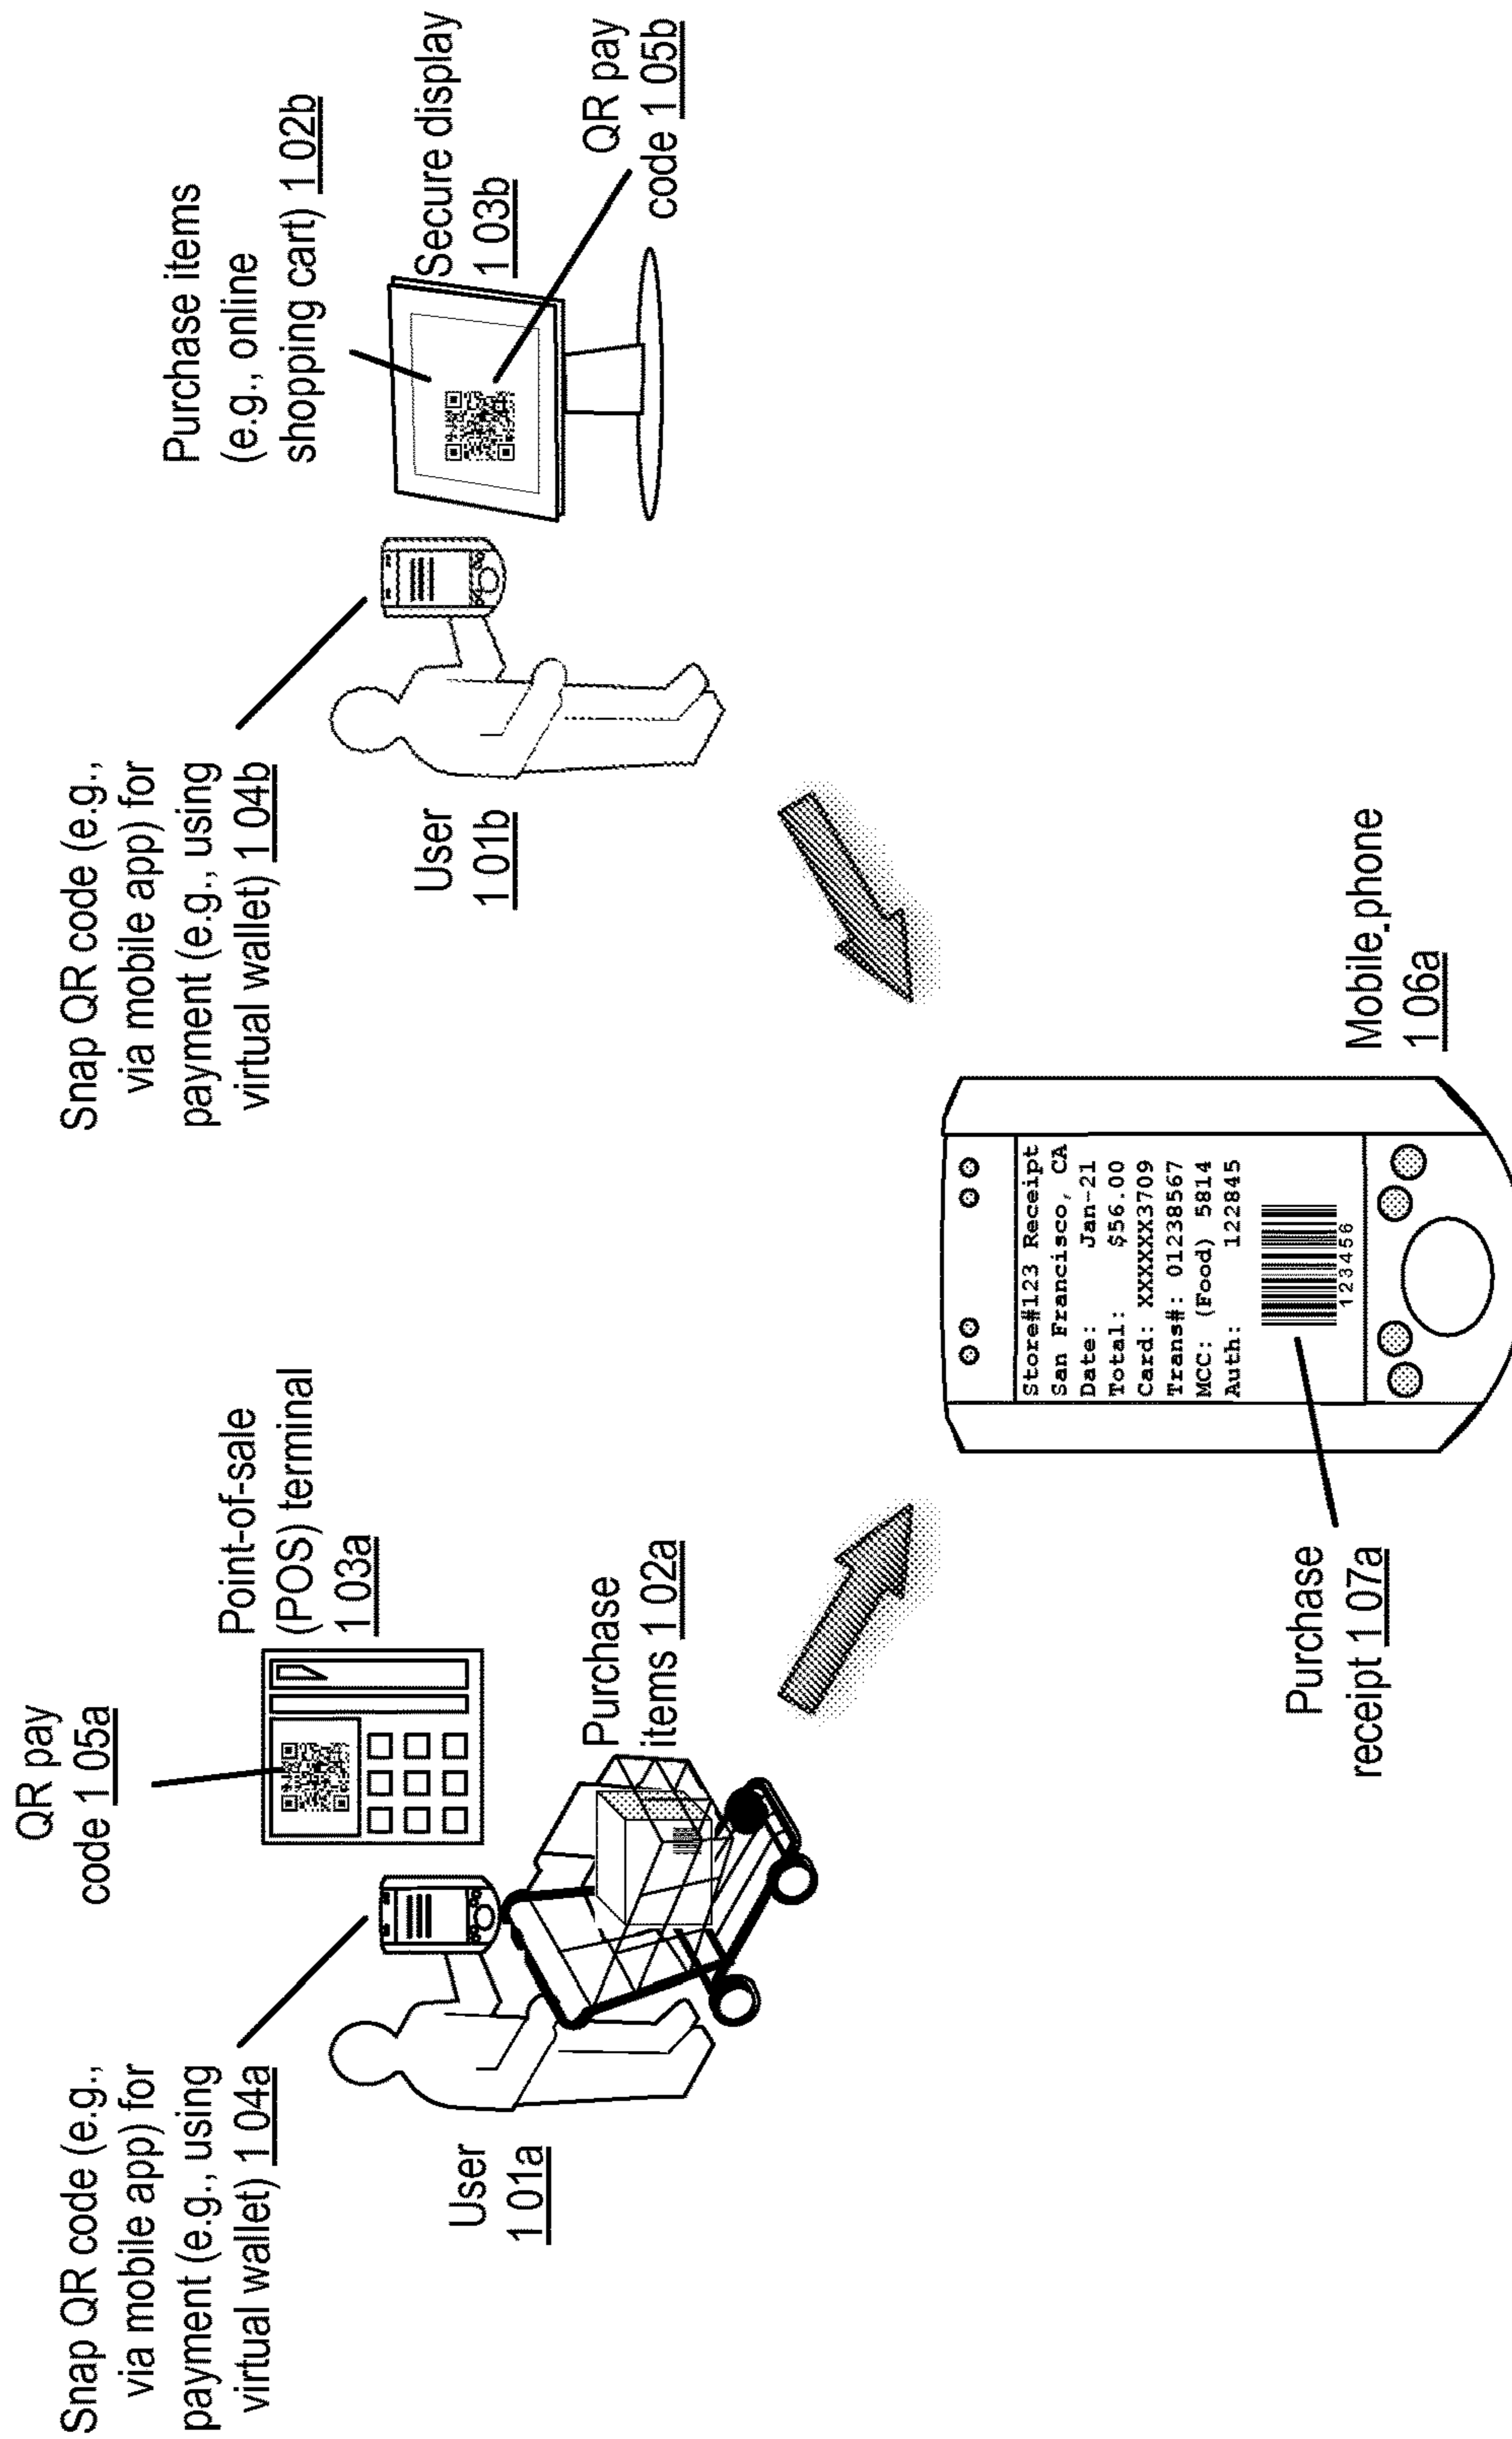 Snap QR code (e.g.,
via mobile app) for
payment (e.g., using
virtual wallet) 104a
QR pay
code 105a
Point-of-sale
(POS) terminal
103a
User
101a
Purchase
items 102a
Snap QR code (e.g.,
via mobile app) for
payment (e.g., using
virtual wallet) 104b
Purchase items
(e.g., online
shopping cart) 102b
Secure display
103b
QR pay
code 105b
User
101b
Purchase
receipt 107a
Store#123 Receipt
San Francisco, CA
Date: Jan-21
Total: $56.00
Card: XXXXXX3709
Trans#: 01238567
MCC: (Food) 5814
Auth: 122845
123456
Mobile phone
106a